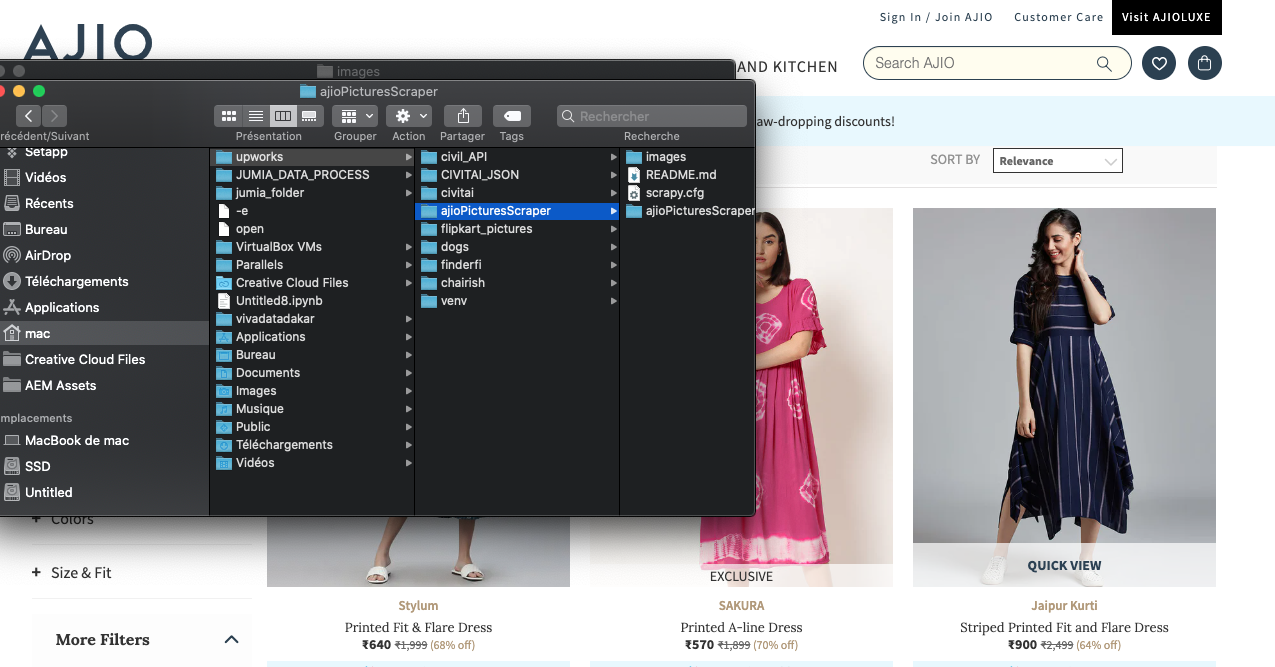 Sign In / Join AJIO
Customer Care
Visit AJIOLUXE
AJIO
AND KITCHEN
Search AJIO
aw-dropping discounts!
SORT BY
Relevance
images
ajioPicturesScraper
récédent/Suivant
Présentation
Grouper
Action
Partager
Tags
Rechercher
Recherche
Setapp
Vidéos
Récents
Bureau
AirDrop
Téléchargements
Applications
mac
Creative Cloud Files
AEM Assets
mplacements
MacBook de mac
SSD
Untitled
upworks
JUMIA_DATA_PROCESS
jumia_folder
-e
open
VirtualBox VMs
Parallels
Creative Cloud Files
Untitled8.ipynb
vivadatadakar
Applications
Bureau
Documents
Images
Musique
Public
Téléchargements
Vidéos
civil_API
CIVITAI_JSON
civitai
ajioPicturesScraper
flipkart_pictures
dogs
finderfi
chairish
venv
images
README.md
scrapy.cfg
ajioPicturesScraper
+ Colors
+ Size & Fit
More Filters
Stylum
Printed Fit & Flare Dress
₹640 ₹1,999 (68% off)
EXCLUSIVE
SAKURA
Printed A-line Dress
₹570 ₹1,899 (70% off)
QUICK VIEW
Jaipur Kurti
Striped Printed Fit and Flare Dress
₹900 ₹2,499 (64% off)